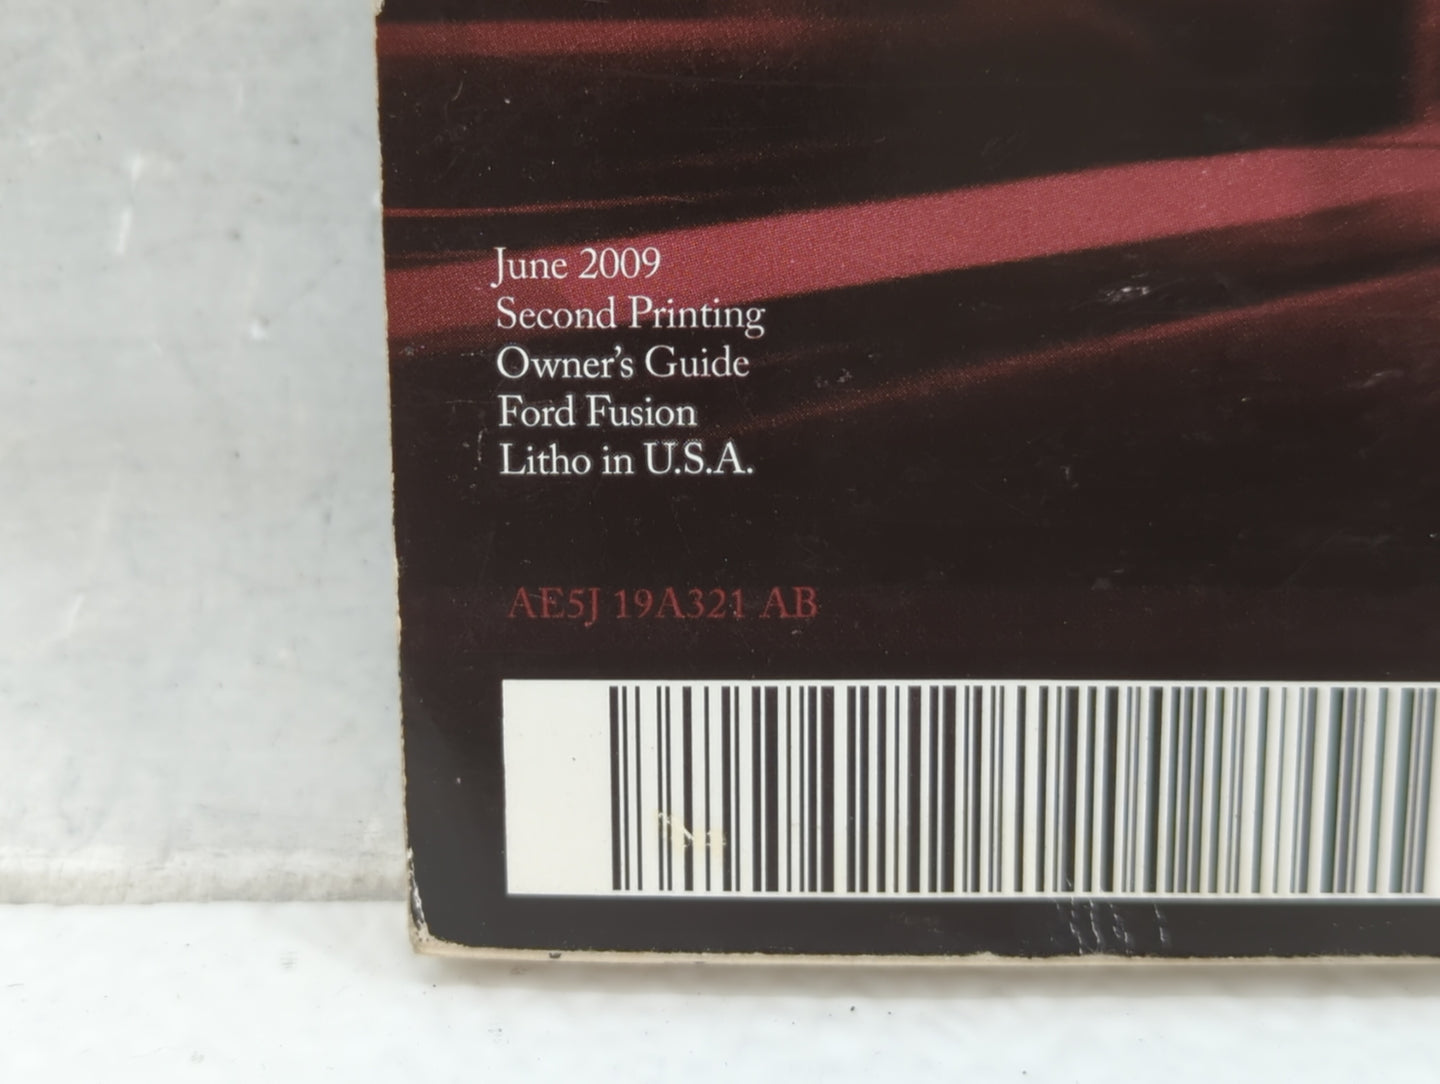 June 2009
Second Printing
Owner's Guide
Ford Fusion
Litho in U.S.A.
AE5J 19A321 AB